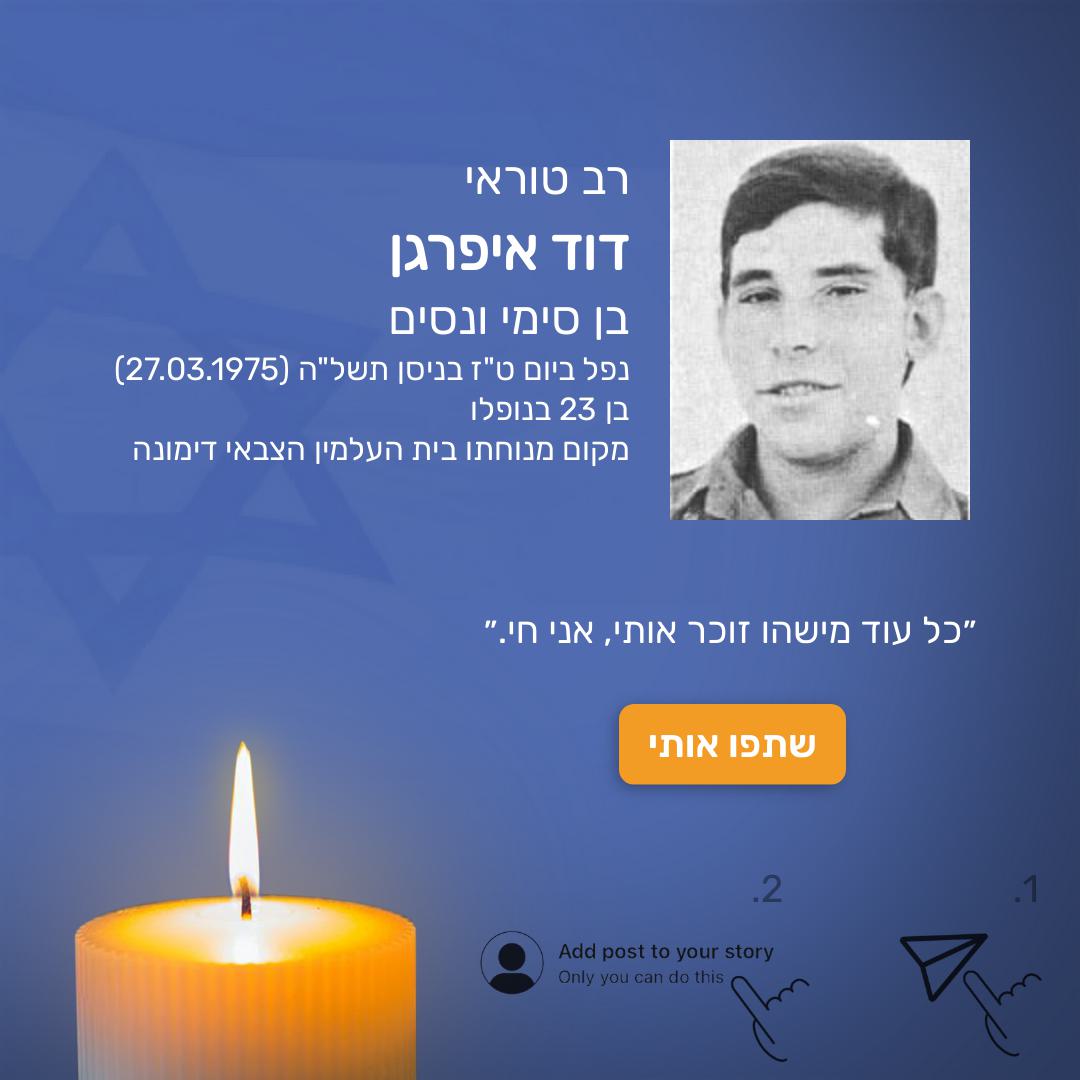 רב טוראי
דוד איפרגן
בן סימי ונסים
נפל ביום ט"ז בניסן תשל"ה (27.03.1975)
בן 23 בנופלו
מקום מנוחתו בית העלמין הצבאי דימונה
״כל עוד מישהו זוכר אותי, אני חי.״
שתפו אותי
.1
.2
Add post to your story
Only you can do this